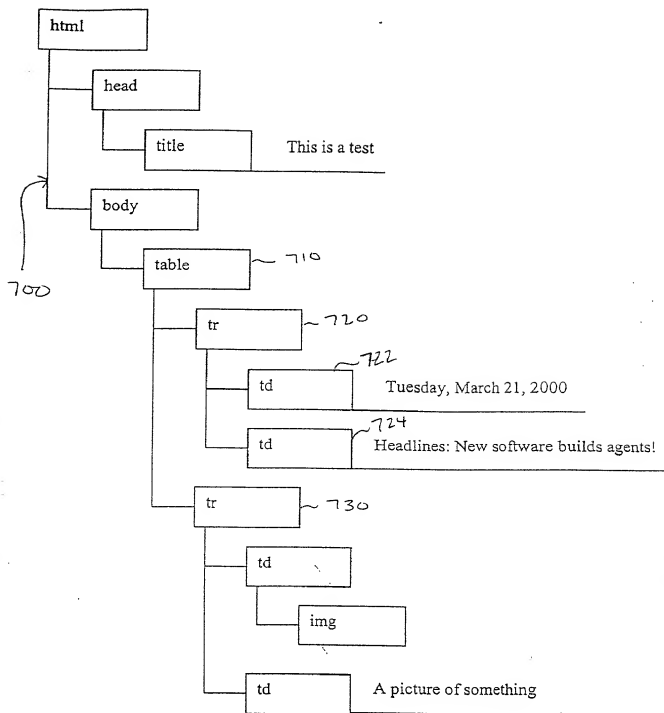 html
head
title This is a test
body
table 710
700
tr 720
722
td Tuesday, March 21, 2000
724
td Headlines: New software builds agents!
tr 730
td
img
td A picture of something